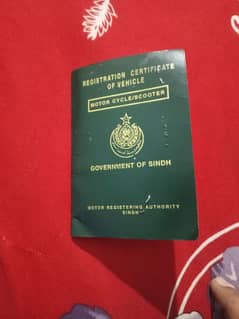 REGISTRATION CERTIFICATE
OF VEHICLE
MOTOR CYCLE/SCOOTER
GOVERNMENT OF SINDH
MOTOR REGISTERING AUTHORITY
SINDH